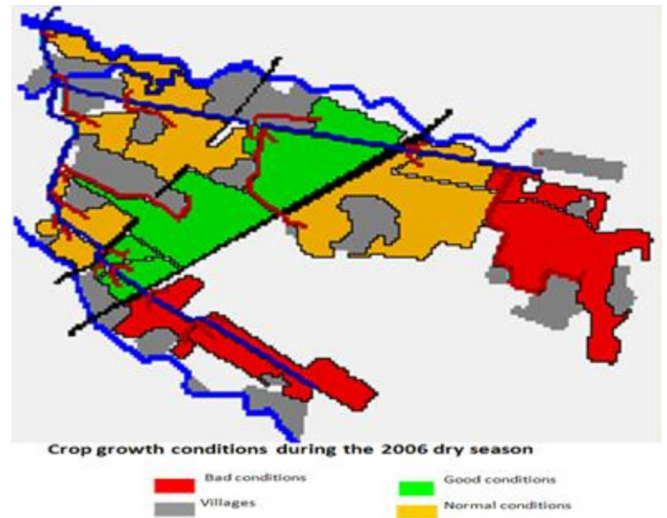 Crop growth conditions during the 2006 dry season
Bad conditions
Good conditions
Villages
Normal conditions